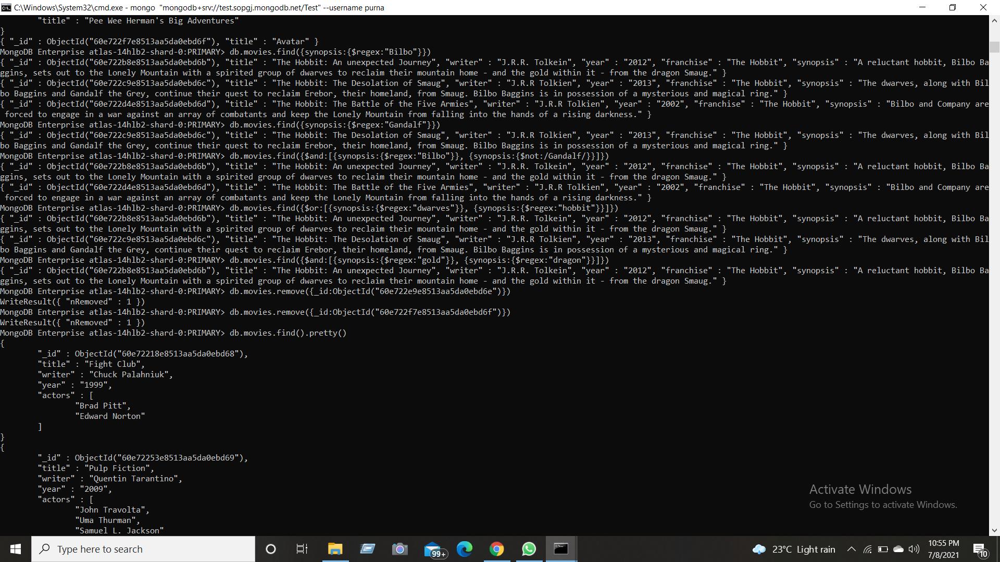 C:\Windows\System32\cmd.exe - mongo  "mongodb+srv://test.sopgj.mongodb.net/Test" --username purna
        "title" : "Pee Wee Herman's Big Adventures"
}
{ "_id" : ObjectId("60e722f7e8513aa5da0ebd6f"), "title" : "Avatar" }
MongoDB Enterprise atlas-14hlb2-shard-0:PRIMARY> db.movies.find({synopsis:{$regex:"Bilbo"}})
{ "_id" : ObjectId("60e722b8e8513aa5da0ebd6b"), "title" : "The Hobbit: An unexpected Journey", "writer" : "J.R.R. Tolkein", "year" : "2012", "franchise" : "The Hobbit", "synopsis" : "A reluctant hobbit, Bilbo Ba
ggins, sets out to the Lonely Mountain with a spirited group of dwarves to reclaim their mountain home - and the gold within it - from the dragon Smaug." }
{ "_id" : ObjectId("60e722c9e8513aa5da0ebd6c"), "title" : "The Hobbit: The Desolation of Smaug", "writer" : "J.R.R Tolkien", "year" : "2013", "franchise" : "The Hobbit", "synopsis" : "The dwarves, along with Bil
bo Baggins and Gandalf the Grey, continue their quest to reclaim Erebor, their homeland, from Smaug. Bilbo Baggins is in possession of a mysterious and magical ring." }
{ "_id" : ObjectId("60e722d4e8513aa5da0ebd6d"), "title" : "The Hobbit: The Battle of the Five Armies", "writer" : "J.R.R Tolkien", "year" : "2002", "franchise" : "The Hobbit", "synopsis" : "Bilbo and Company are
 forced to engage in a war against an array of combatants and keep the Lonely Mountain from falling into the hands of a rising darkness." }
MongoDB Enterprise atlas-14hlb2-shard-0:PRIMARY> db.movies.find({synopsis:{$regex:"Gandalf"}})
{ "_id" : ObjectId("60e722c9e8513aa5da0ebd6c"), "title" : "The Hobbit: The Desolation of Smaug", "writer" : "J.R.R Tolkien", "year" : "2013", "franchise" : "The Hobbit", "synopsis" : "The dwarves, along with Bil
bo Baggins and Gandalf the Grey, continue their quest to reclaim Erebor, their homeland, from Smaug. Bilbo Baggins is in possession of a mysterious and magical ring." }
MongoDB Enterprise atlas-14hlb2-shard-0:PRIMARY> db.movies.find({$and:[{synopsis:{$regex:"Bilbo"}}, {synopsis:{$not:/Gandalf/}}]})
{ "_id" : ObjectId("60e722b8e8513aa5da0ebd6b"), "title" : "The Hobbit: An unexpected Journey", "writer" : "J.R.R. Tolkein", "year" : "2012", "franchise" : "The Hobbit", "synopsis" : "A reluctant hobbit, Bilbo Ba
ggins, sets out to the Lonely Mountain with a spirited group of dwarves to reclaim their mountain home - and the gold within it - from the dragon Smaug." }
{ "_id" : ObjectId("60e722d4e8513aa5da0ebd6d"), "title" : "The Hobbit: The Battle of the Five Armies", "writer" : "J.R.R Tolkien", "year" : "2002", "franchise" : "The Hobbit", "synopsis" : "Bilbo and Company are
 forced to engage in a war against an array of combatants and keep the Lonely Mountain from falling into the hands of a rising darkness." }
MongoDB Enterprise atlas-14hlb2-shard-0:PRIMARY> db.movies.find({$or:[{synopsis:{$regex:"dwarves"}}, {synopsis:{$regex:"hobbit"}}]})
{ "_id" : ObjectId("60e722b8e8513aa5da0ebd6b"), "title" : "The Hobbit: An unexpected Journey", "writer" : "J.R.R. Tolkein", "year" : "2012", "franchise" : "The Hobbit", "synopsis" : "A reluctant hobbit, Bilbo Ba
ggins, sets out to the Lonely Mountain with a spirited group of dwarves to reclaim their mountain home - and the gold within it - from the dragon Smaug." }
{ "_id" : ObjectId("60e722c9e8513aa5da0ebd6c"), "title" : "The Hobbit: The Desolation of Smaug", "writer" : "J.R.R Tolkien", "year" : "2013", "franchise" : "The Hobbit", "synopsis" : "The dwarves, along with Bil
bo Baggins and Gandalf the Grey, continue their quest to reclaim Erebor, their homeland, from Smaug. Bilbo Baggins is in possession of a mysterious and magical ring." }
MongoDB Enterprise atlas-14hlb2-shard-0:PRIMARY> db.movies.find({$and:[{synopsis:{$regex:"gold"}}, {synopsis:{$regex:"dragon"}}]})
{ "_id" : ObjectId("60e722b8e8513aa5da0ebd6b"), "title" : "The Hobbit: An unexpected Journey", "writer" : "J.R.R. Tolkein", "year" : "2012", "franchise" : "The Hobbit", "synopsis" : "A reluctant hobbit, Bilbo Ba
ggins, sets out to the Lonely Mountain with a spirited group of dwarves to reclaim their mountain home - and the gold within it - from the dragon Smaug." }
MongoDB Enterprise atlas-14hlb2-shard-0:PRIMARY> db.movies.remove({_id:ObjectId("60e722e9e8513aa5da0ebd6e")})
WriteResult({ "nRemoved" : 1 })
MongoDB Enterprise atlas-14hlb2-shard-0:PRIMARY> db.movies.remove({_id:ObjectId("60e722f7e8513aa5da0ebd6f")})
WriteResult({ "nRemoved" : 1 })
MongoDB Enterprise atlas-14hlb2-shard-0:PRIMARY> db.movies.find().pretty()
{
        "_id" : ObjectId("60e72218e8513aa5da0ebd68"),
        "title" : "Fight Club",
        "writer" : "Chuck Palahniuk",
        "year" : "1999",
        "actors" : [
                "Brad Pitt",
                "Edward Norton"
        ]
}
{
        "_id" : ObjectId("60e72253e8513aa5da0ebd69"),
        "title" : "Pulp Fiction",
        "writer" : "Quentin Tarantino",
        "year" : "2009",
        "actors" : [
                "John Travolta",
                "Uma Thurman",
                "Samuel L. Jackson"
Activate Windows
Go to Settings to activate Windows.
Type here to search
99+
23°C Light rain
10:55 PM
7/8/2021
10